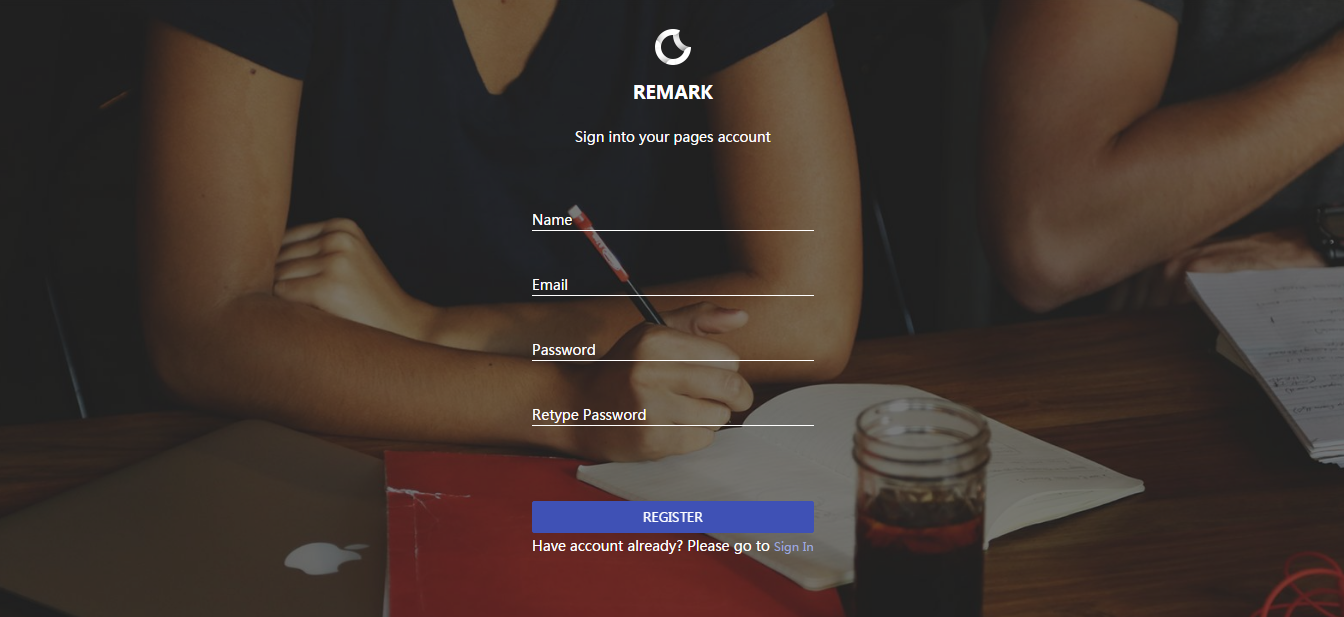 REMARK
Sign into your pages account
Name
Email
Password
Retype Password
REGISTER
Have account already? Please go to Sign In